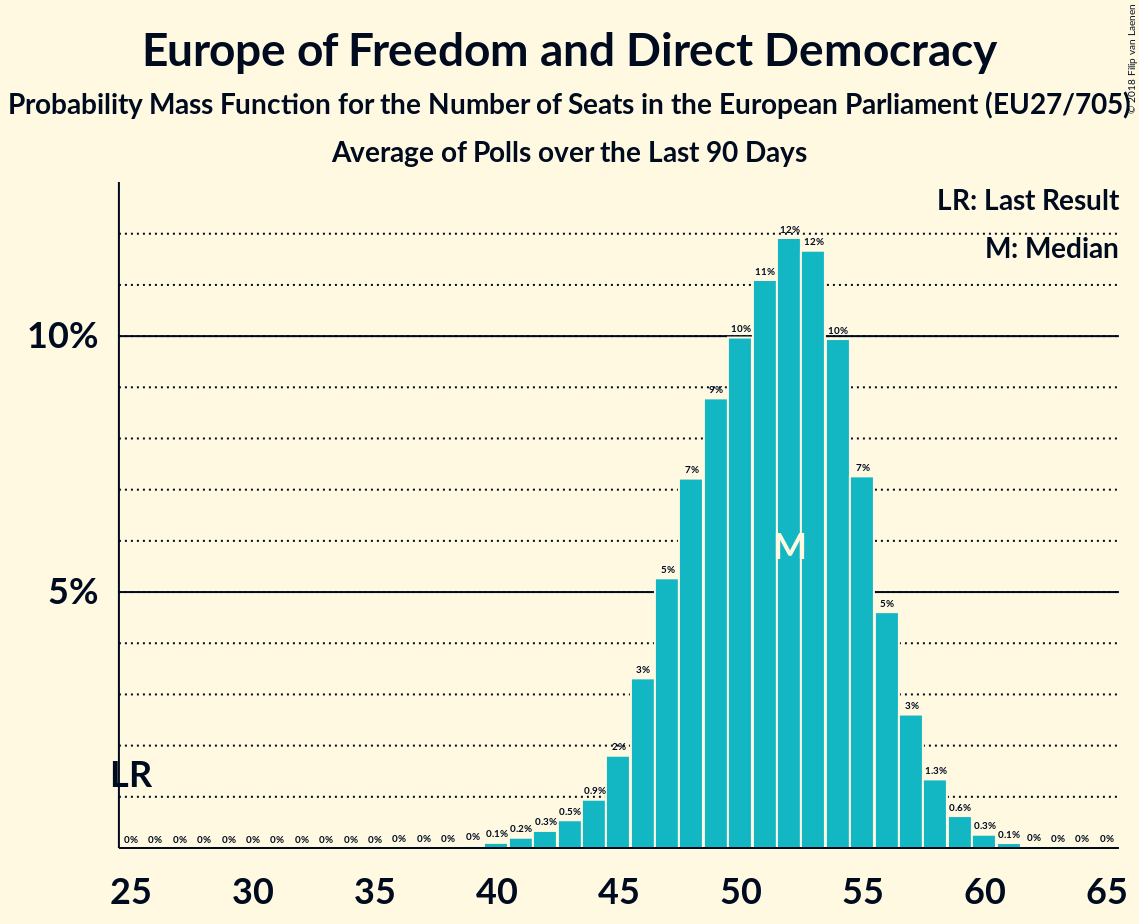 Europe of Freedom and Direct Democracy
Probability Mass Function for the Number of Seats in the European Parliament (EU27/705)
Average of Polls over the Last 90 Days
© 2018 Filip van Laenen
LR: Last Result
M: Median
10%
5%
0% 0% 0% 0% 0% 0% 0% 0% 0% 0% 0% 0% 0% 0% 0% 0.1% 0.2% 0.3% 0.5% 0.9% 2% 3% 5% 7% 9% 10% 11% 12% 12% 10% 7% 5% 3% 1.3% 0.6% 0.3% 0.1% 0% 0% 0% 0%
M
LR
25 30 35 40 45 50 55 60 65